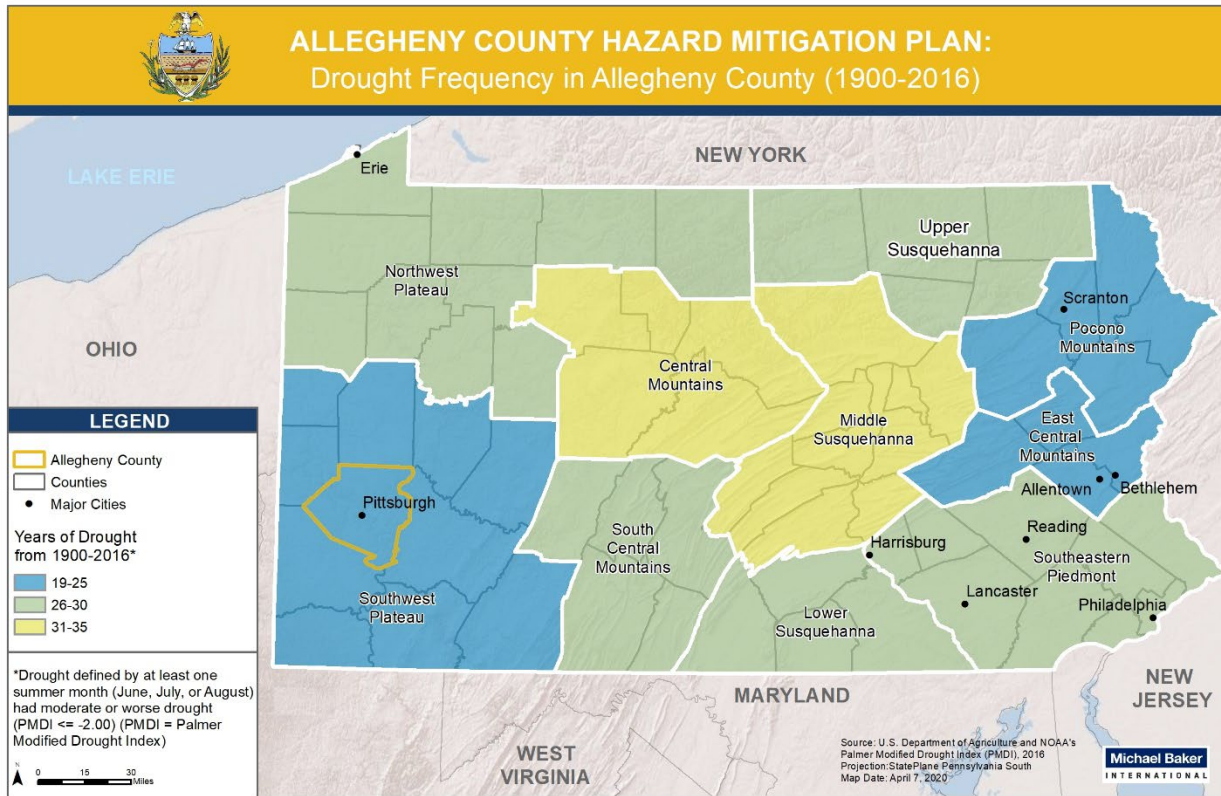 ALLEGHENY COUNTY HAZARD MITIGATION PLAN:
Drought Frequency in Allegheny County (1900-2016)
NEW YORK
LAKE ERIE
Erie
Upper
Susquehanna
Northwest
Plateau
Scranton
Pocono
Mountains
OHIO
Central
Mountains
Middle
Susquehanna
East
Central
Mountains
Allentown
Bethlehem
Pittsburgh
Reading
South
Central
Mountains
Harrisburg
Southeastern
Piedmont
Lancaster
Southwest
Plateau
Lower
Susquehanna
Philadelphia
NEW
JERSEY
MARYLAND
WEST
VIRGINIA
LEGEND
Allegheny County
Counties
Major Cities
Years of Drought
from 1900-2016*
19-25
26-30
31-35
*Drought defined by at least one
summer month (June, July, or August)
had moderate or worse drought
(PMDI <= -2.00) (PMDI = Palmer
Modified Drought Index)
N
0 15 30
Miles
Source: U.S. Department of Agriculture and NOAA's
Palmer Modified Drought Index (PMDI), 2016
Projection:StatePlane Pennsylvania South
Map Date: April 7, 2020
Michael Baker
INTERNATIONAL